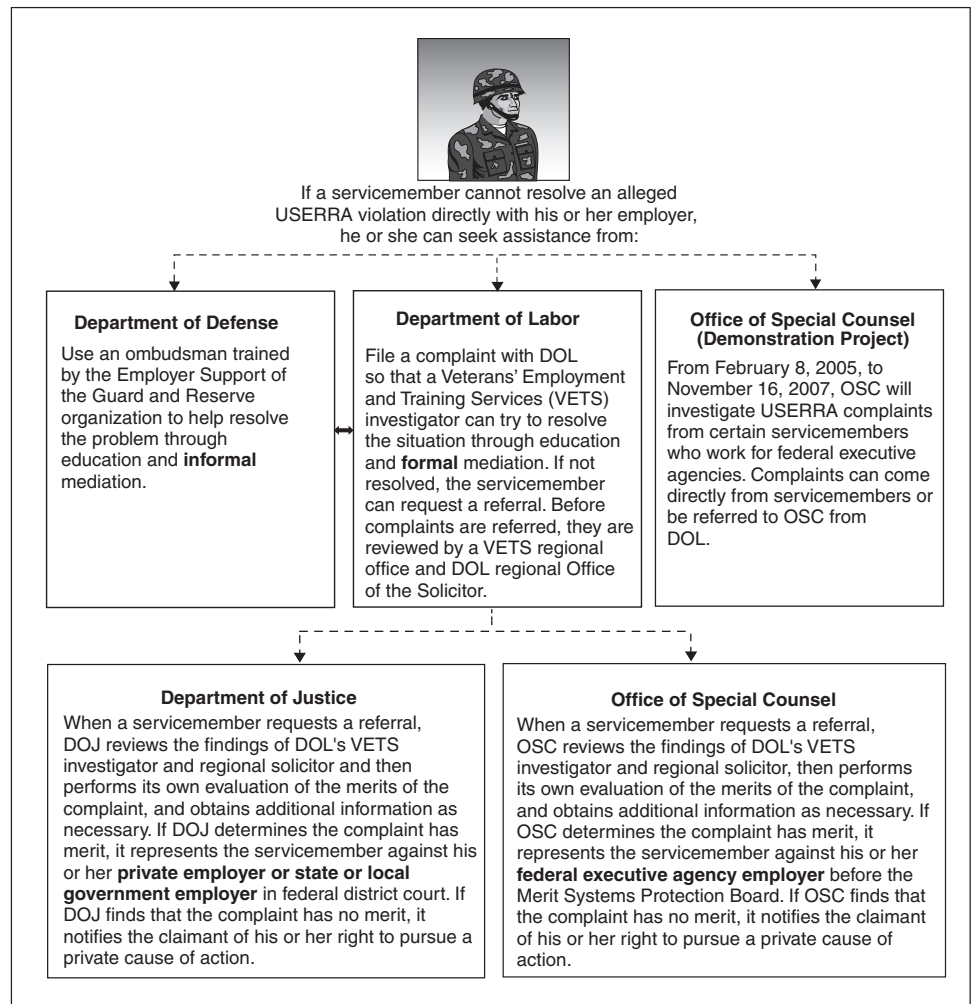 If a servicemember cannot resolve an alleged
USERRA violation directly with his or her employer,
he or she can seek assistance from:
Department of Defense
Use an ombudsman trained
by the Employer Support of
the Guard and Reserve
organization to help resolve
the problem through
education and informal
mediation.
Department of Labor
File a complaint with DOL
so that a Veterans' Employment
and Training Services (VETS)
investigator can try to resolve
the situation through education
and formal mediation. If not
resolved, the servicemember
can request a referral. Before
complaints are referred, they are
reviewed by a VETS regional
office and DOL regional Office
of the Solicitor.
Office of Special Counsel
(Demonstration Project)
From February 8, 2005, to
November 16, 2007, OSC will
investigate USERRA complaints
from certain servicemembers
who work for federal executive
agencies. Complaints can come
directly from servicemembers or
be referred to OSC from
DOL.
Department of Justice
When a servicemember requests a referral,
DOJ reviews the findings of DOL's VETS
investigator and regional solicitor and then
performs its own evaluation of the merits of the
complaint, and obtains additional information as
necessary. If DOJ determines the complaint has
merit, it represents the servicemember against his
or her private employer or state or local
government employer in federal district court. If
DOJ finds that the complaint has no merit, it
notifies the claimant of his or her right to pursue a
private cause of action.
Office of Special Counsel
When a servicemember requests a referral,
OSC reviews the findings of DOL's VETS
investigator and regional solicitor, then performs
its own evaluation of the merits of the complaint,
and obtains additional information as necessary. If
OSC determines the complaint has merit, it
represents the servicemember against his or her
federal executive agency employer before the
Merit Systems Protection Board. If OSC finds that
the complaint has no merit, it notifies the claimant
of his or her right to pursue a private cause of
action.